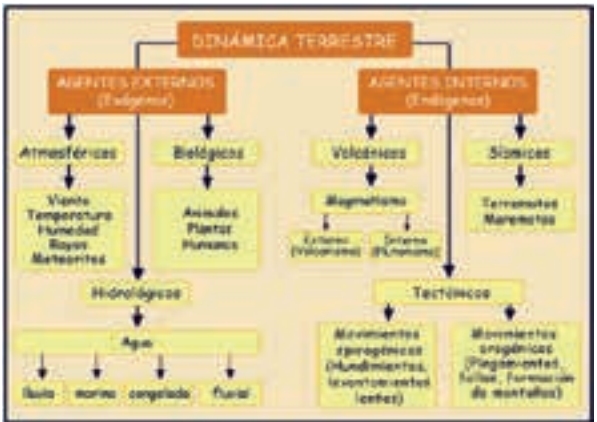 DINÁMICA TERRESTRE
AGENTES EXTERNOS
(Exógenos)
AGENTES INTERNOS
(Endógenos)
Atmosféricos
Biológicos
Volcánicos
Sísmicos
Viento
Temperatura
Humedad
Rayos
Meteoritos
Animales
Plantas
Humanos
Magmatismo
Terremotos
Maremotos
Externo
(Volcanismo)
Interno
(Plutonismo)
Hidrológicos
Tectónicos
Agua
Movimientos
epirogénicos
(Hundimientos,
levantamientos
lentos)
Movimientos
orogénicos
(Plegamientos,
fallas, formación
de montañas)
lluvia
marina
congelada
fluvial